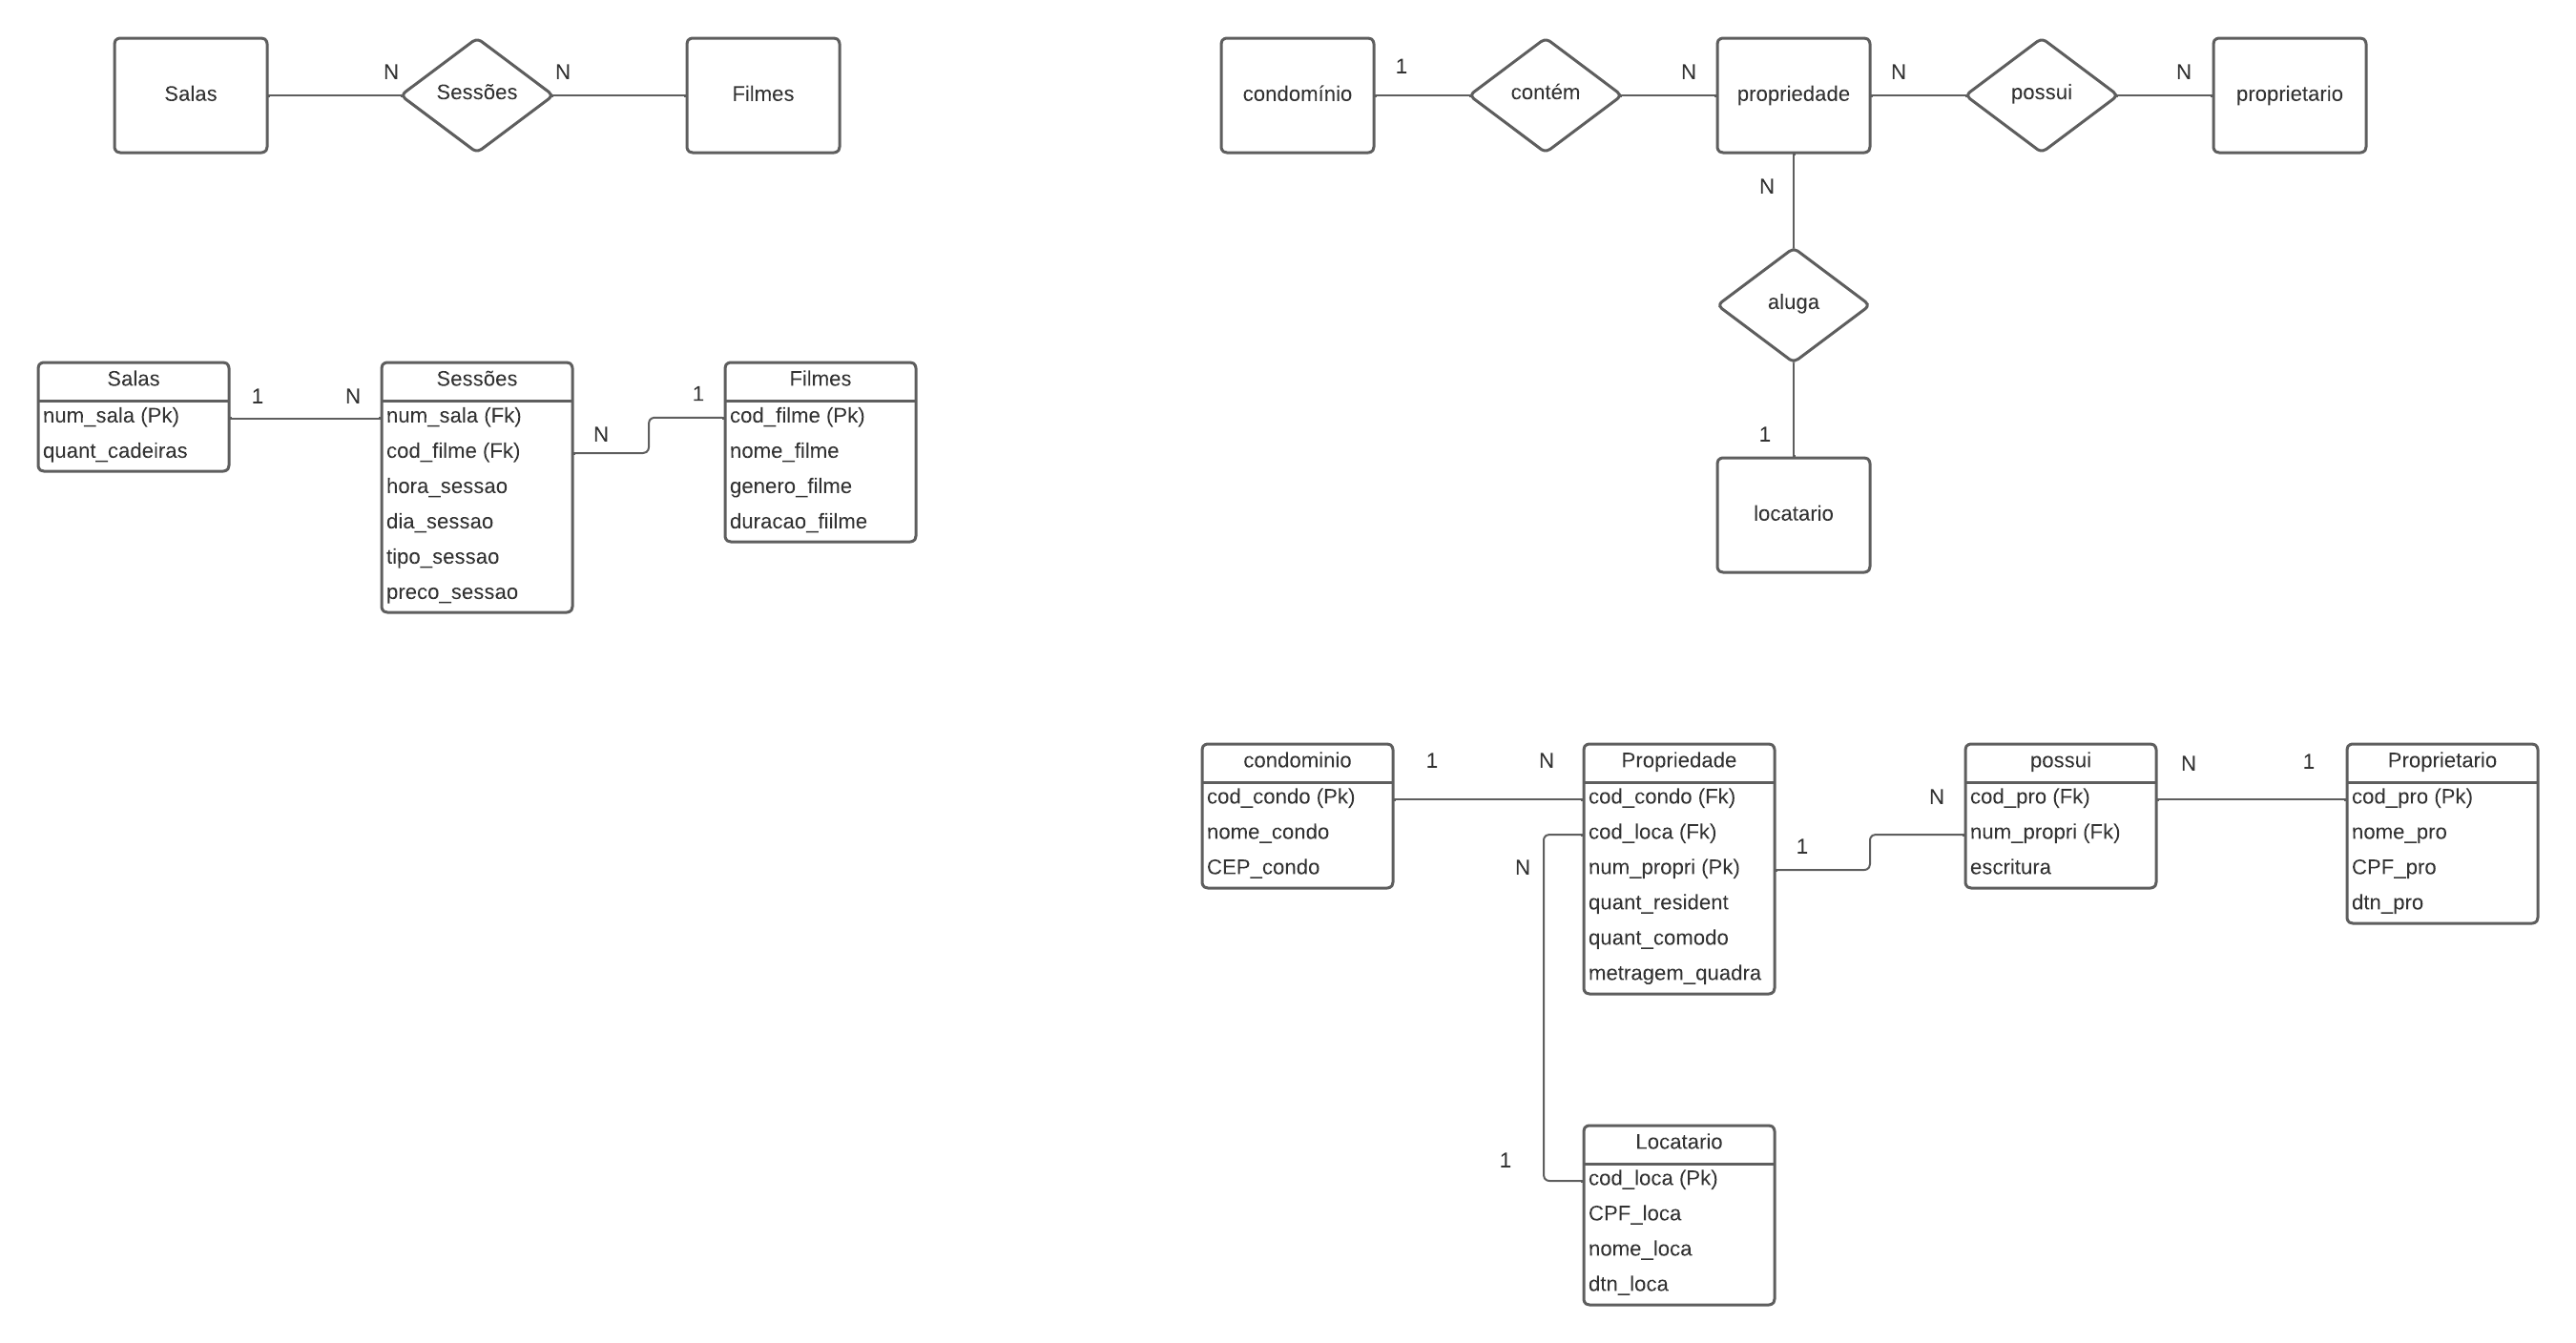 Salas
N
Sessões
N
Filmes
condomínio
1
contém
N
propriedade
N
possui
N
proprietario
N
aluga
1
locatario
Salas
num_sala (Pk)
quant_cadeiras
1
N
Sessões
num_sala (Fk)
cod_filme (Fk)
hora_sessao
dia_sessao
tipo_sessao
preco_sessao
N
1
Filmes
cod_filme (Pk)
nome_filme
genero_filme
duracao_fiilme
condominio
cod_condo (Pk)
nome_condo
CEP_condo
1
N
Propriedade
cod_condo (Fk)
cod_loca (Fk)
num_propri (Pk)
quant_resident
quant_comodo
metragem_quadra
1
N
possui
cod_pro (Fk)
num_propri (Fk)
escritura
N
1
Proprietario
cod_pro (Pk)
nome_pro
CPF_pro
dtn_pro
N
1
Locatario
cod_loca (Pk)
CPF_loca
nome_loca
dtn_loca